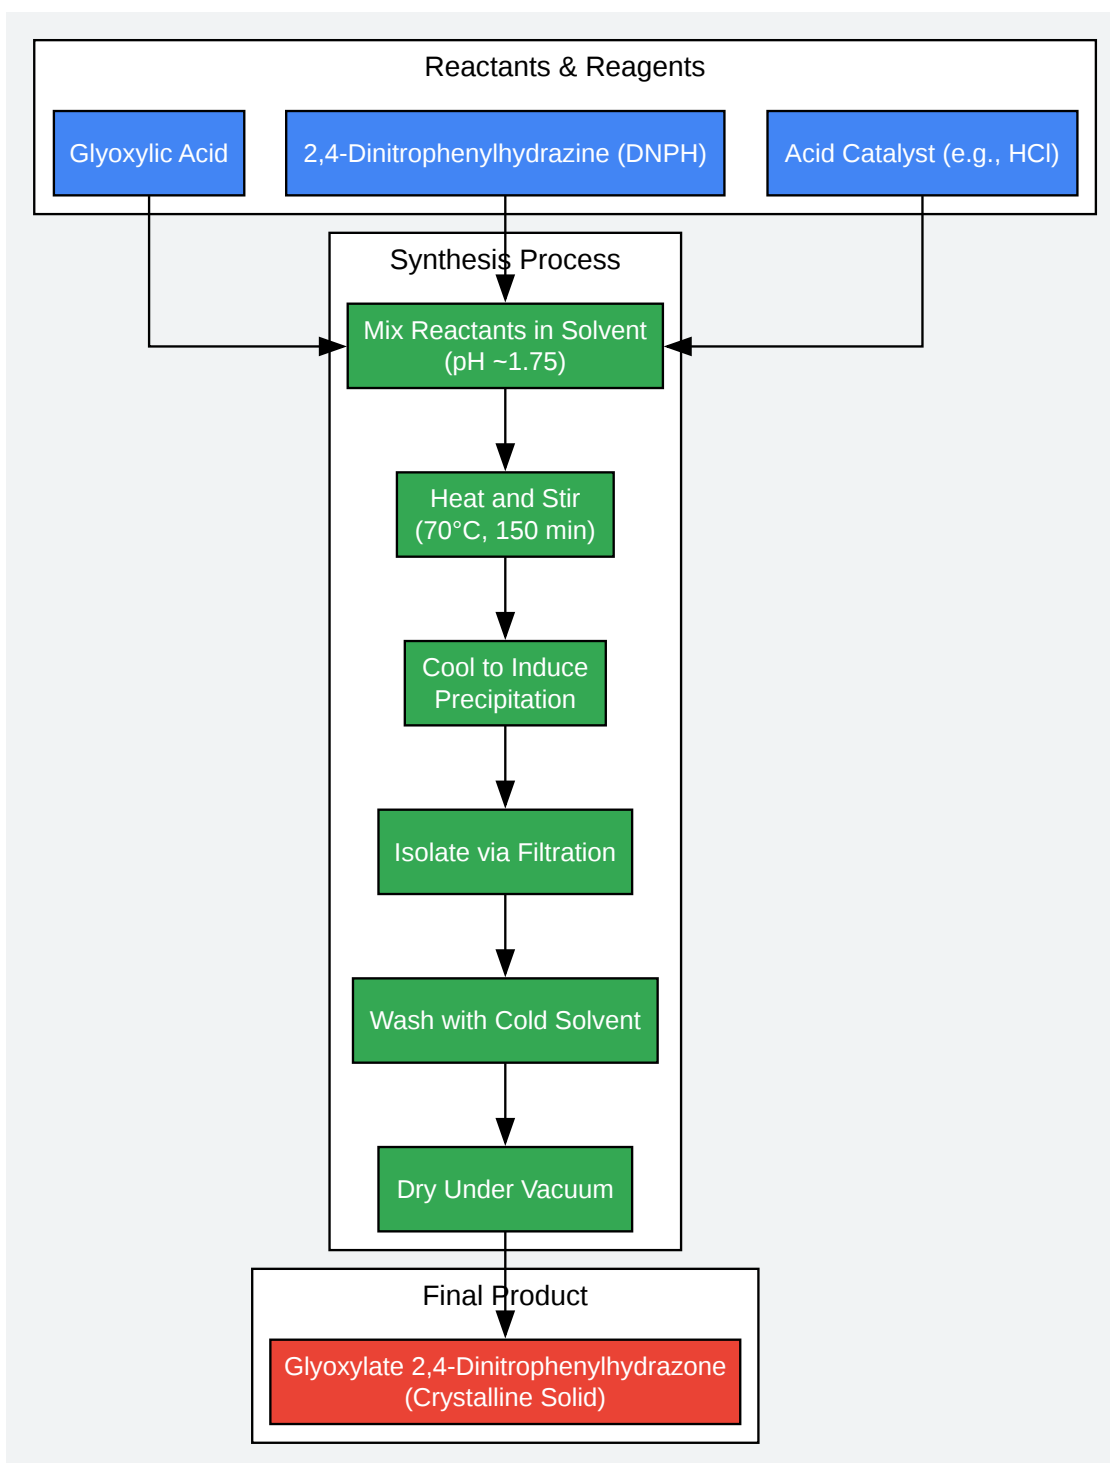 Reactants & Reagents
Glyoxylic Acid
2,4-Dinitrophenylhydrazine (DNPH)
Acid Catalyst (e.g., HCl)
Synthesis Process
Mix Reactants in Solvent
(pH ~1.75)
Heat and Stir
(70°C, 150 min)
Cool to Induce
Precipitation
Isolate via Filtration
Wash with Cold Solvent
Dry Under Vacuum
Final Product
Glyoxylate 2,4-Dinitrophenylhydrazone
(Crystalline Solid)